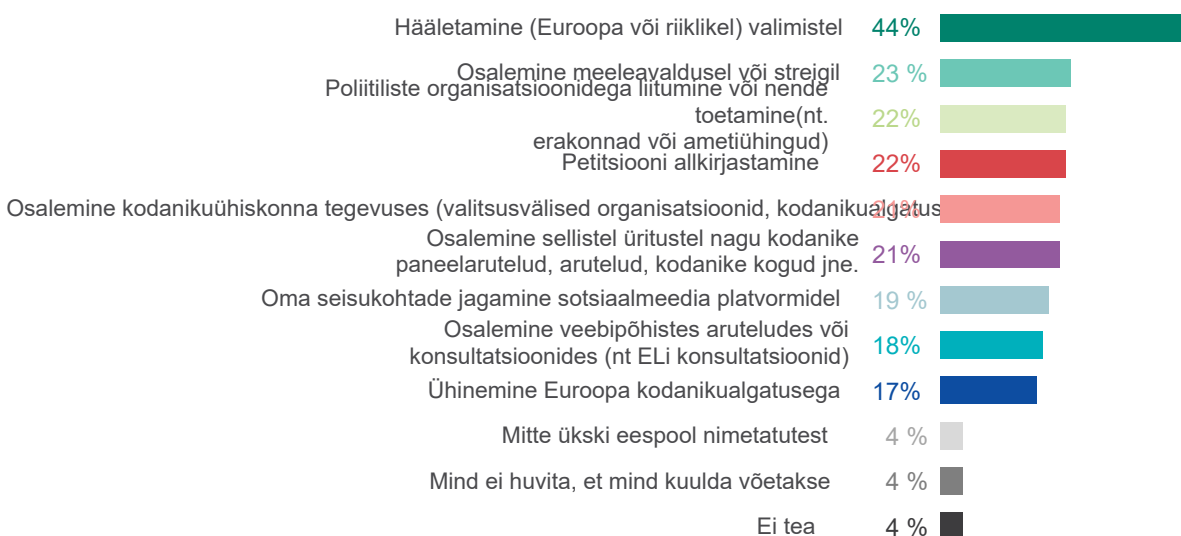 Hääletamine (Euroopa või riiklikel) valimistel 44%
Osalemine meeleavaldusel või streigil 23 %
Poliitiliste organisatsioonidega liitumine või nende
toetamine(nt. 22%
erakonnad või ametiühingud)
Petitsiooni allkirjastamine 22%
Osalemine kodanikuühiskonna tegevuses (valitsusvälised organisatsioonid, kodanikualgatus 21%
Osalemine sellistel üritustel nagu kodanike
paneelarutelud, arutelud, kodanike kogud jne. 21%
Oma seisukohtade jagamine sotsiaalmeedia platvormidel 19 %
Osalemine veebipõhistes aruteludes või
konsultatsioonides (nt ELi konsultatsioonid) 18%
Ühinemine Euroopa kodanikualgatusega 17%
Mitte ükski eespool nimetatutest 4 %
Mind ei huvita, et mind kuulda võetakse 4 %
Ei tea 4 %